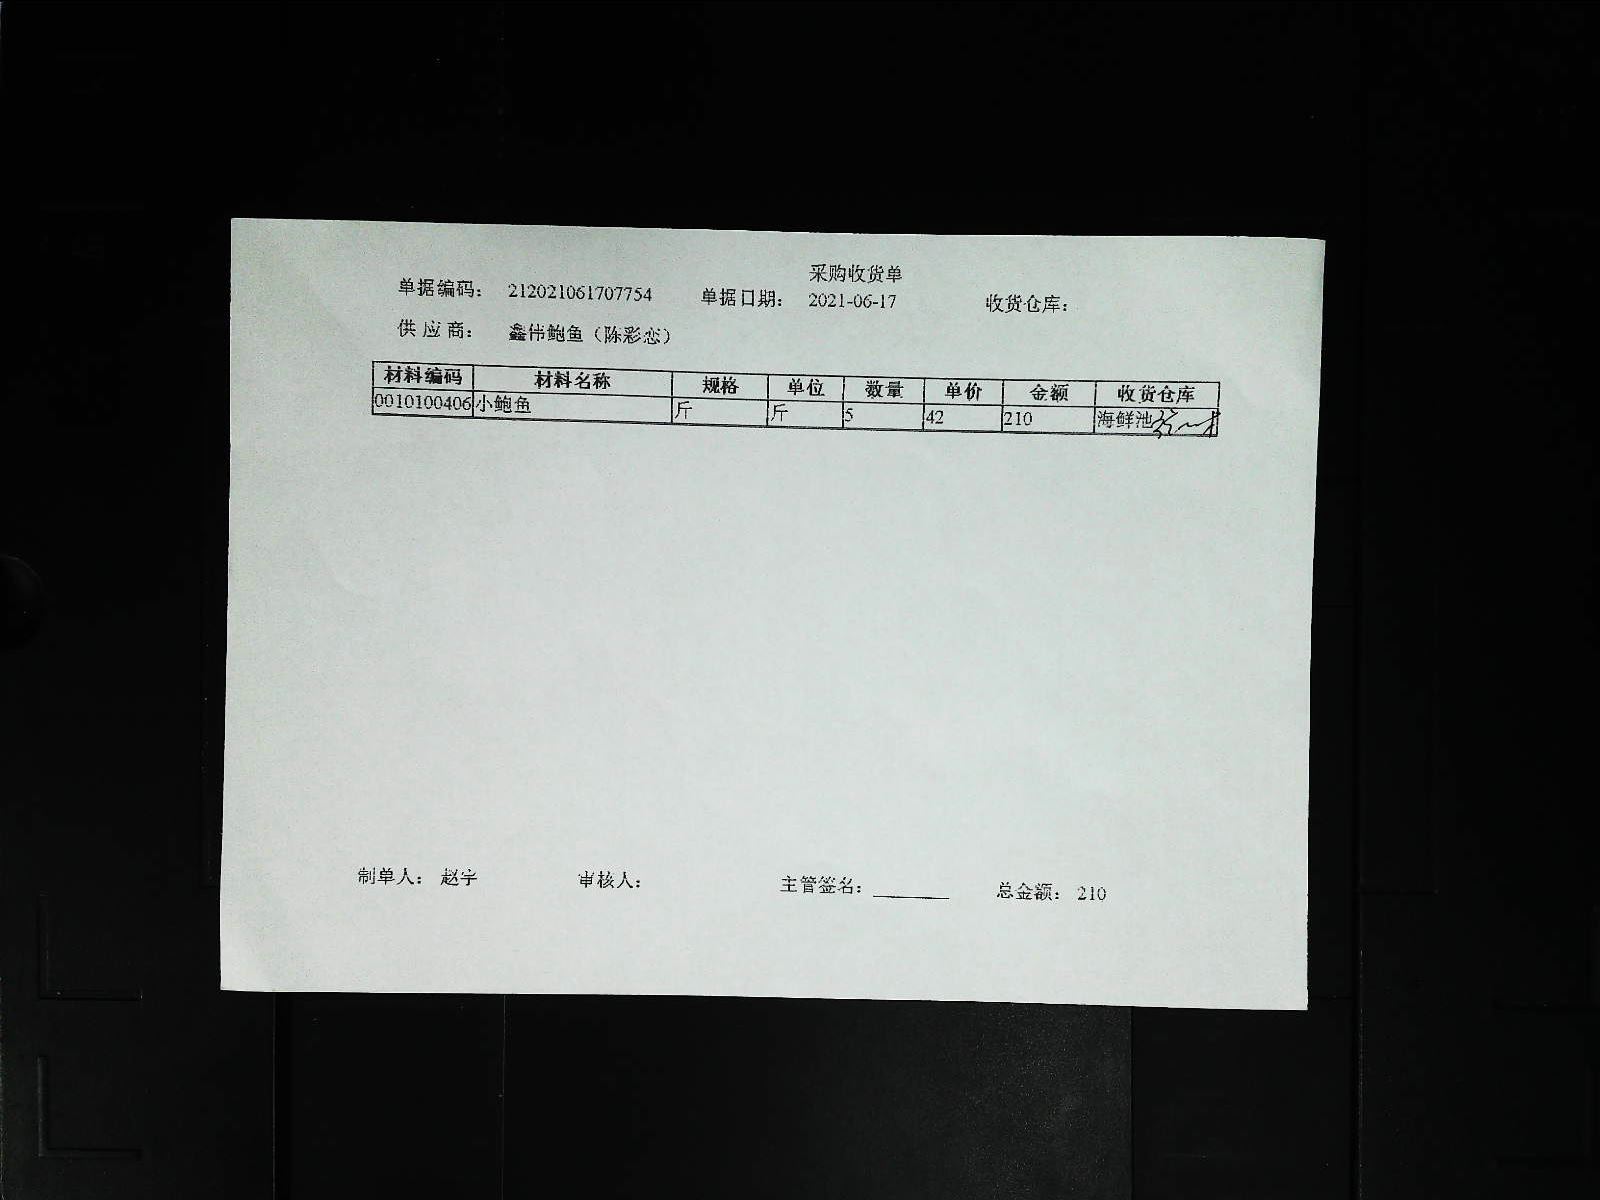 采购收货单
单据编码： 212021061707754 单据日期： 2021-06-17 收货仓库：
供 应 商： 鑫伟鲍鱼（陈彩恋）
材料编码 材料名称 规格 单位 数量 单价 金额 收货仓库
0010100406 小鲍鱼 斤 斤 5 42 210 海鲜池
制单人： 赵宇 审核人： 主管签名： 总金额： 210